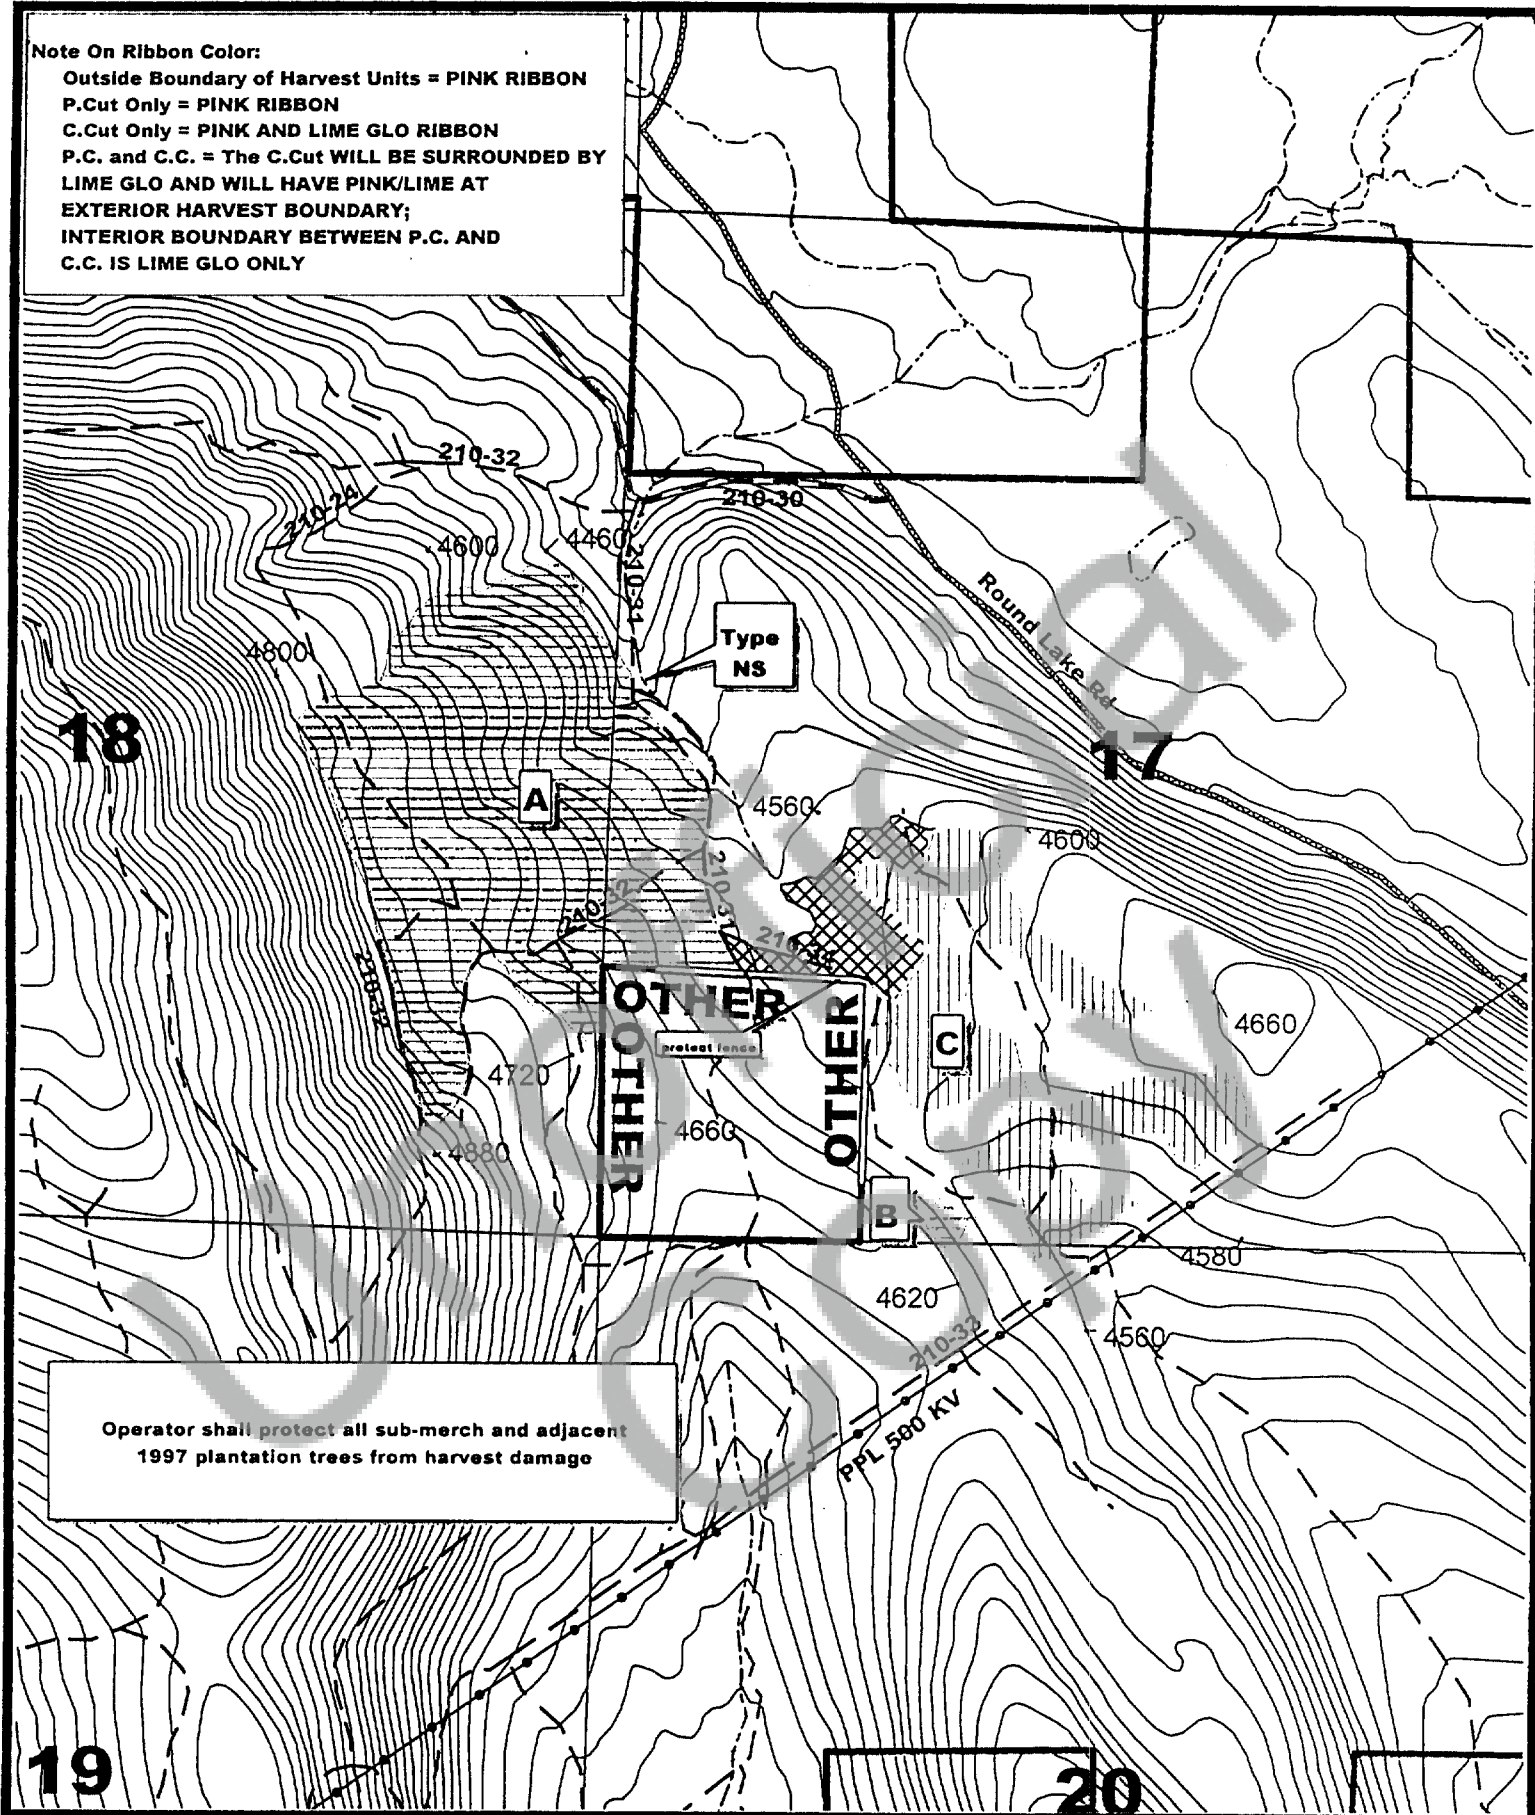 Note On Ribbon Color:
Outside Boundary of Harvest Units = PINK RIBBON
P.Cut Only = PINK RIBBON
C.Cut Only = PINK AND LIME GLO RIBBON
P.C. and C.C. = The C.Cut WILL BE SURROUNDED BY
LIME GLO AND WILL HAVE PINK/LIME AT
EXTERIOR HARVEST BOUNDARY;
INTERIOR BOUNDARY BETWEEN P.C. AND
C.C. IS LIME GLO ONLY
210-32
210-24
210-30
4600
4460
210-31
Round Lake Rd
Type
NS
4800
18
17
A
4560
4600
210-31
210-32
210-32
OTHER
OTHER
OTHER
protect fence
C
4660
4720
4660
4880
B
4580
4620
4560
210-33
PPL 500 KV
Operator shall protect all sub-merch and adjacent
1997 plantation trees from harvest damage
19
20
Unofficial
Copy